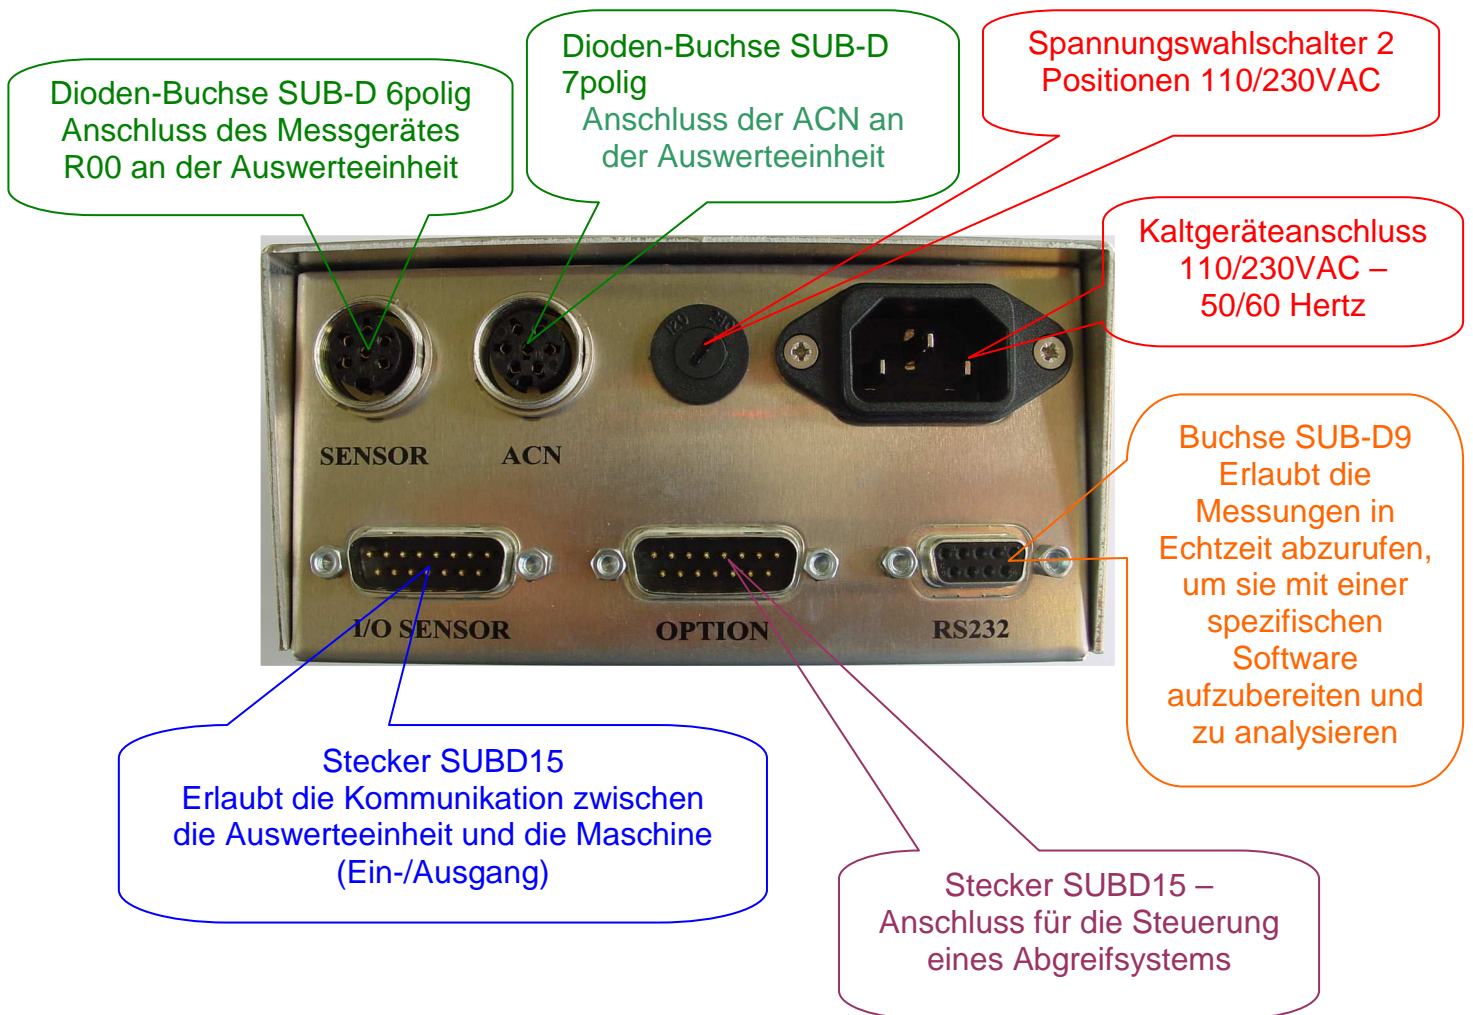 Dioden-Buchse SUB-D 6polig
Anschluss des Messgerätes
R00 an der Auswerteeinheit
Dioden-Buchse SUB-D
7polig
Anschluss der ACN an
der Auswerteeinheit
Spannungswahlschalter 2
Positionen 110/230VAC
Kaltgeräteanschluss
110/230VAC –
50/60 Hertz
120
SENSOR
ACN
Buchse SUB-D9
Erlaubt die
Messungen in
Echtzeit abzurufen,
um sie mit einer
spezifischen
Software
aufzubereiten und
zu analysieren
I/O SENSOR
OPTION
RS232
Stecker SUBD15
Erlaubt die Kommunikation zwischen
die Auswerteeinheit und die Maschine
(Ein-/Ausgang)
Stecker SUBD15 –
Anschluss für die Steuerung
eines Abgreifsystems